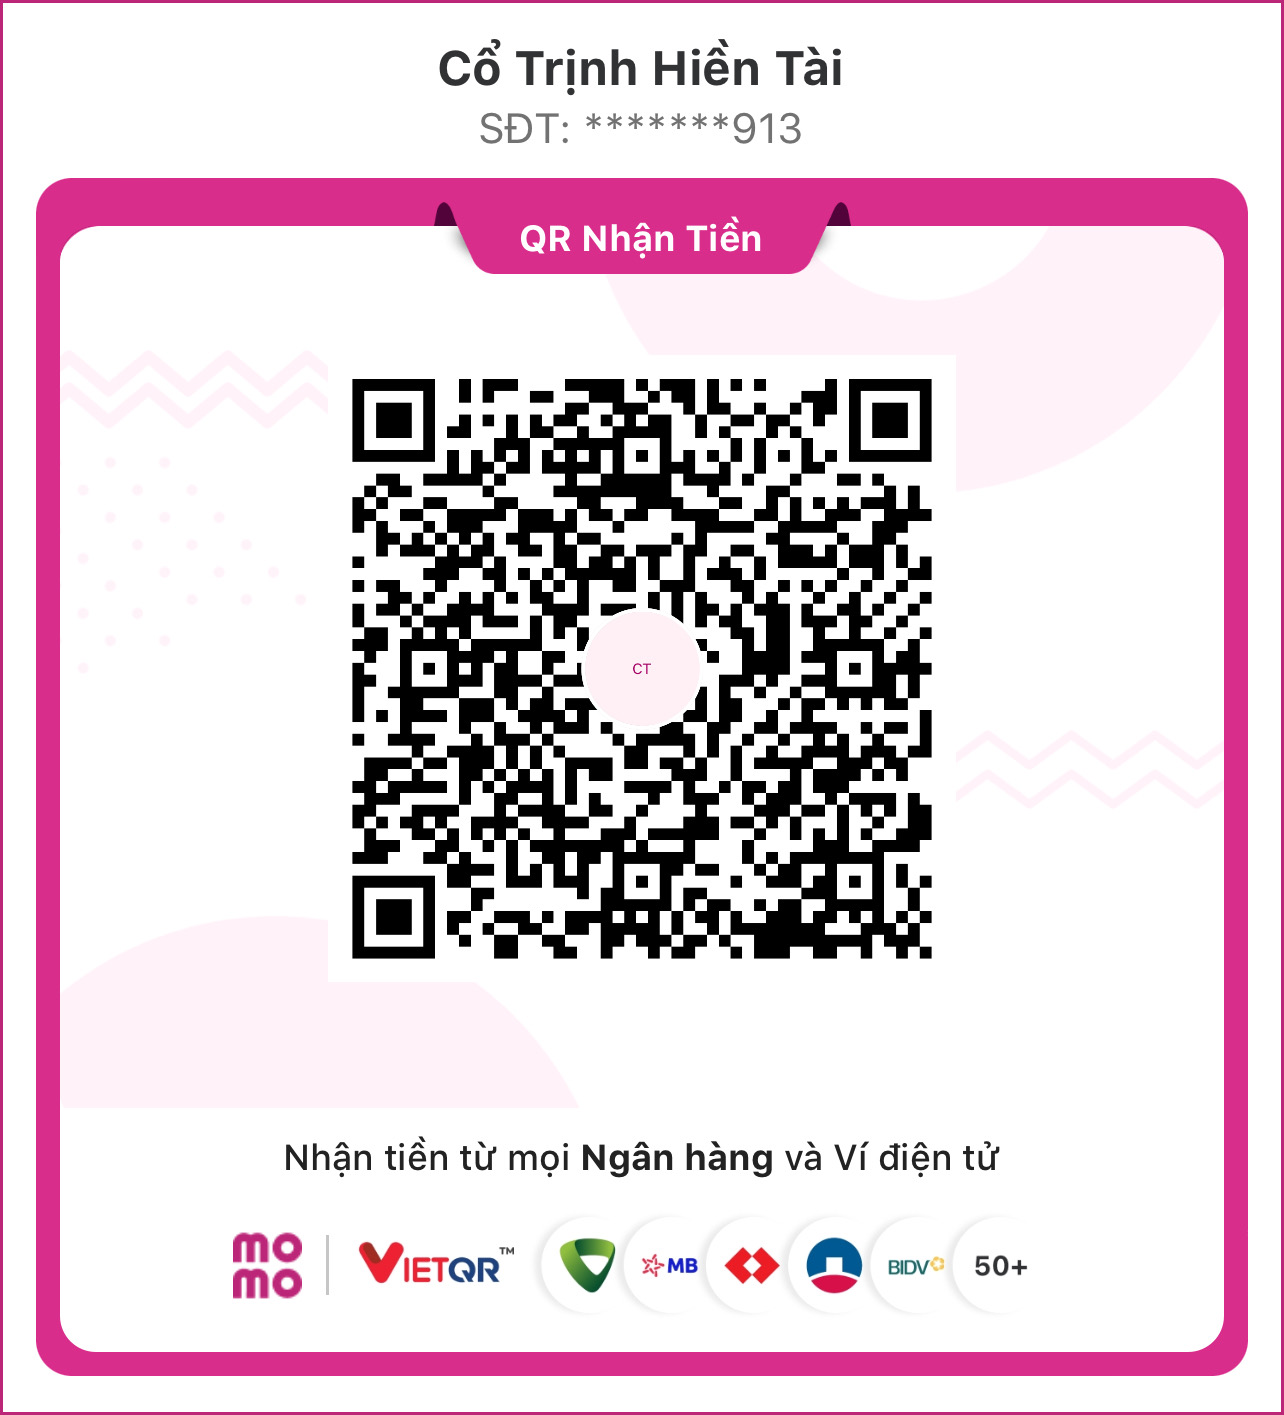 Cổ Trịnh Hiền Tài
SĐT: *******913
QR Nhận Tiền
CT
Nhận tiền từ mọi Ngân hàng và Ví điện tử
mo
mo
VIETQR™
MB
BIDV
50+